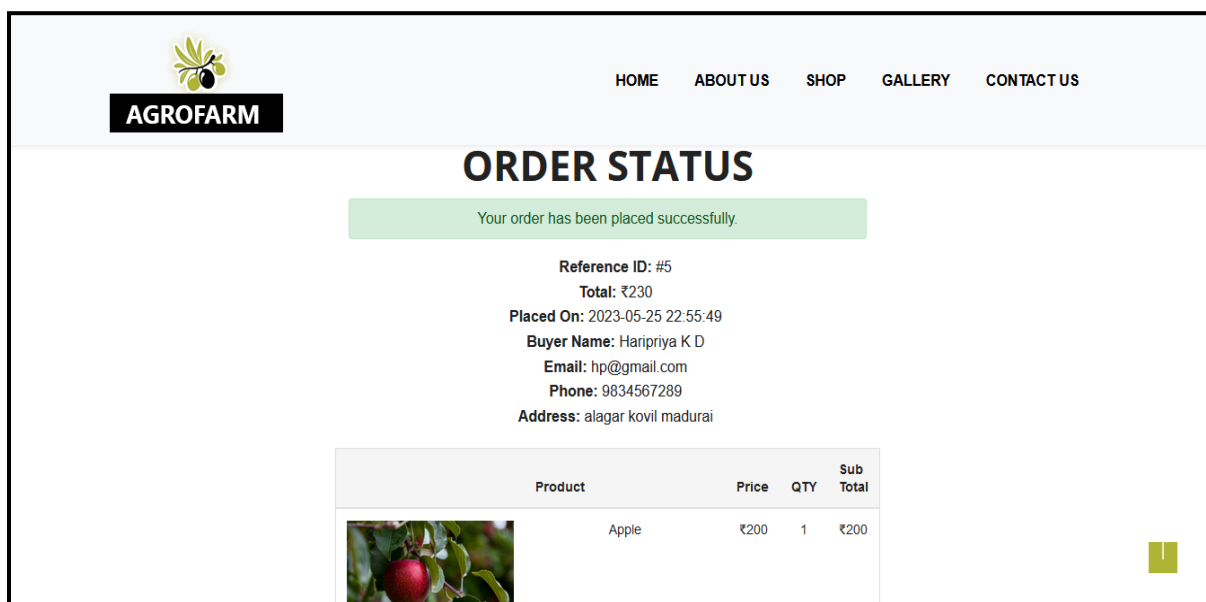 AGROFARM
HOME ABOUT US SHOP GALLERY CONTACT US
ORDER STATUS
Your order has been placed successfully.
Reference ID: #5
Total: ₹230
Placed On: 2023-05-25 22:55:49
Buyer Name: Haripriya K D
Email: hp@gmail.com
Phone: 9834567289
Address: alagar kovil madurai
Product Price QTY Sub Total
Apple ₹200 1 ₹200